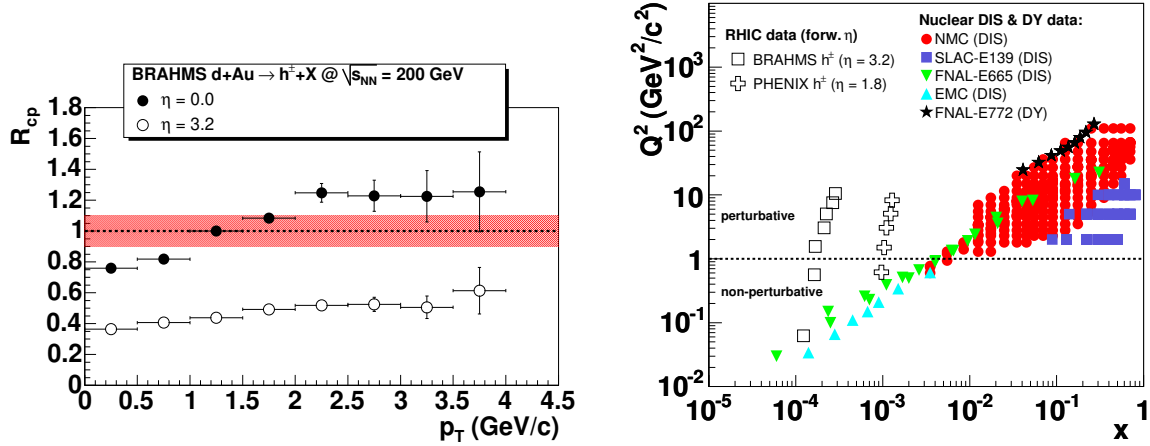 BRAHMS d+Au → h±+X @ √sNN = 200 GeV
η = 0.0
η = 3.2
Rcp
1.8
1.6
1.4
1.2
1
0.8
0.6
0.4
0.2
0
0 0.5 1 1.5 2 2.5 3 3.5 4 4.5
pT (GeV/c)
Q² (GeV²/c²)
RHIC data (forw. η)
BRAHMS h± (η = 3.2)
PHENIX h± (η = 1.8)
Nuclear DIS & DY data:
NMC (DIS)
SLAC-E139 (DIS)
FNAL-E665 (DIS)
EMC (DIS)
FNAL-E772 (DY)
10³
10²
10
1
10⁻¹
10⁻²
perturbative
non-perturbative
10⁻⁵ 10⁻⁴ 10⁻³ 10⁻² 10⁻¹ 1
x